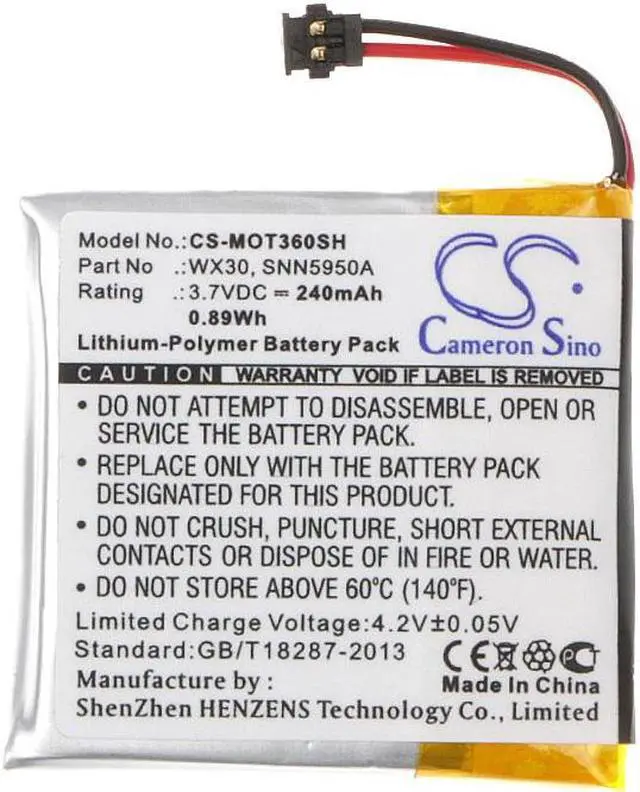 Model No.: CS-MOT360SH
Part No .: WX30, SNN5950A
Rating .: 3.7VDC ⎓ 240mAh
0.89Wh
Lithium-Polymer Battery Pack
CS
Cameron Sino
CAUTION WARRANTY VOID IF LABEL IS REMOVED
• DO NOT ATTEMPT TO DISASSEMBLE, OPEN OR
SERVICE THE BATTERY PACK.
• REPLACE ONLY WITH THE BATTERY PACK
DESIGNATED FOR THIS EQUIPMENT.
• DO NOT CRUSH, PUNCTURE, SHORT EXTERNAL
CONTACTS OR DISPOSE OF IN FIRE OR WATER.
• DO NOT STORE ABOVE 60℃ (140℉).
Limited Charge Voltage:4.2V±0.05V
Standard:GB/T18287-2013
CE PCT
Made In China
Manufacture by :
ShenZhen HENZENS Technology Co., Limited